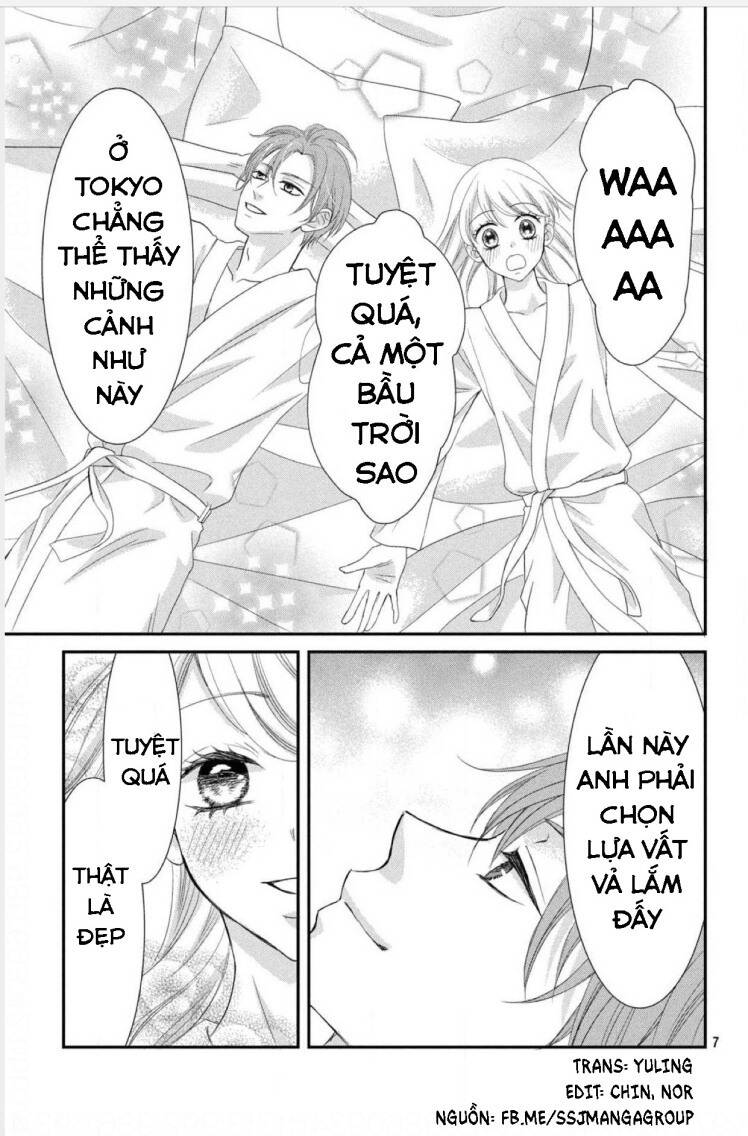 WAA
AAA
AA
TUYỆT
QUÁ,
CẢ MỘT
BẦU
TRỜI
SAO
Ở
TOKYO
CHẲNG
THỂ THẤY
NHỮNG
CẢNH
NHƯ
NÀY
LẦN NÀY
ANH PHẢI
CHỌN
LỰA VẤT
VẢ LẮM
ĐẤY
TUYỆT
QUÁ
THẬT
LÀ
ĐẸP
7
TRANS: YULING
EDIT: CHIN, NOR
NGUỒN: FB.ME/SSJMANGAGROUP